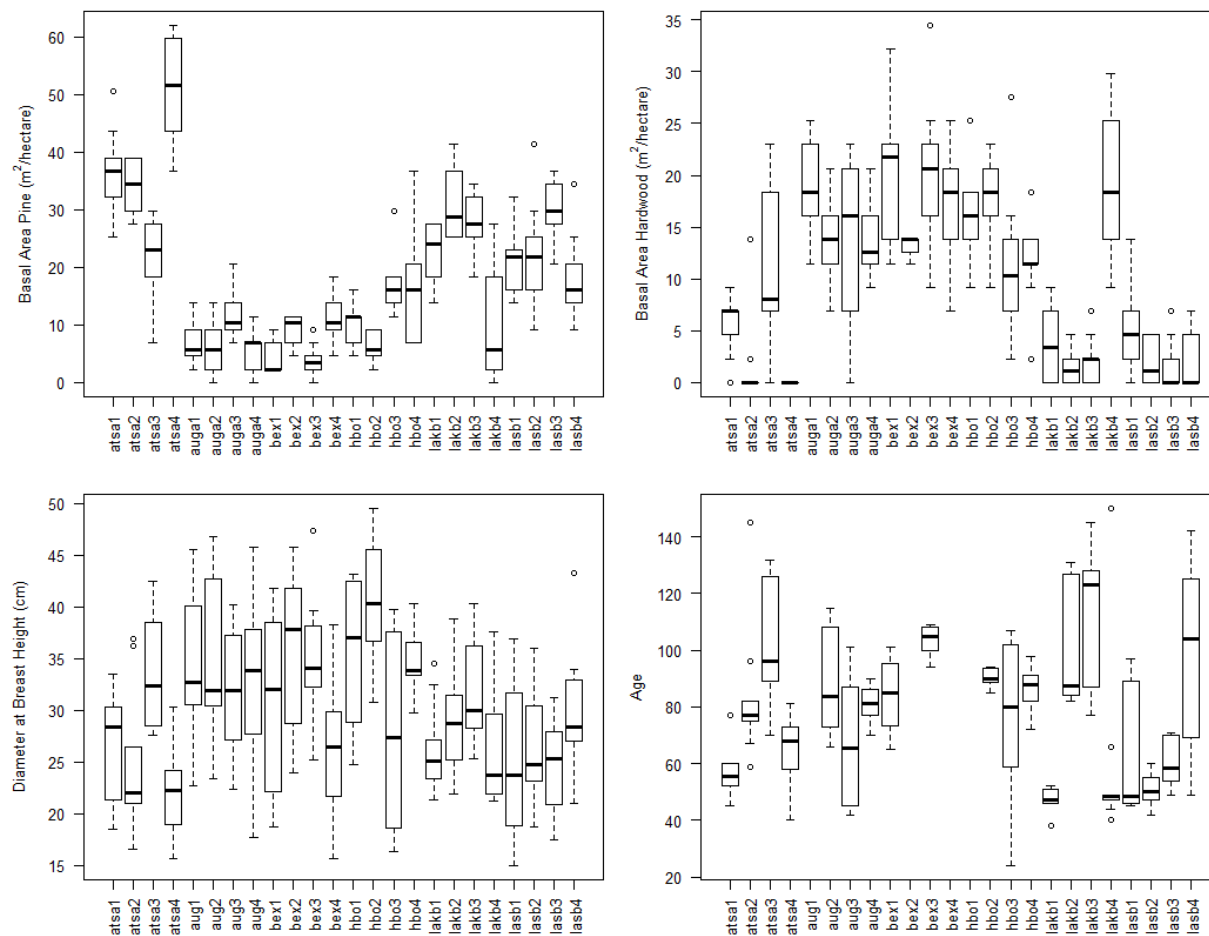 Basal Area Pine (m²/hectare)
60
50
40
30
20
10
0
atsa1
atsa2
atsa3
atsa4
auga1
auga2
auga3
auga4
bex1
bex2
bex3
bex4
hbo1
hbo2
hbo3
hbo4
lakb1
lakb2
lakb3
lakb4
lasb1
lasb2
lasb3
lasb4
Basal Area Hardwood (m²/hectare)
35
30
25
20
15
10
5
0
atsa1
atsa2
atsa3
atsa4
auga1
auga2
auga3
auga4
bex1
bex2
bex3
bex4
hbo1
hbo2
hbo3
hbo4
lakb1
lakb2
lakb3
lakb4
lasb1
lasb2
lasb3
lasb4
Diameter at Breast Height (cm)
50
45
40
35
30
25
20
15
atsa1
atsa2
atsa3
atsa4
aug1
aug2
aug3
aug4
bex1
bex2
bex3
bex4
hbo1
hbo2
hbo3
hbo4
lakb1
lakb2
lakb3
lakb4
lasb1
lasb2
lasb3
lasb4
Age
140
120
100
80
60
40
20
atsa1
atsa2
atsa3
atsa4
aug1
aug2
aug3
aug4
bex1
bex2
bex3
bex4
hbo1
hbo2
hbo3
hbo4
lakb1
lakb2
lakb3
lakb4
lasb1
lasb2
lasb3
lasb4